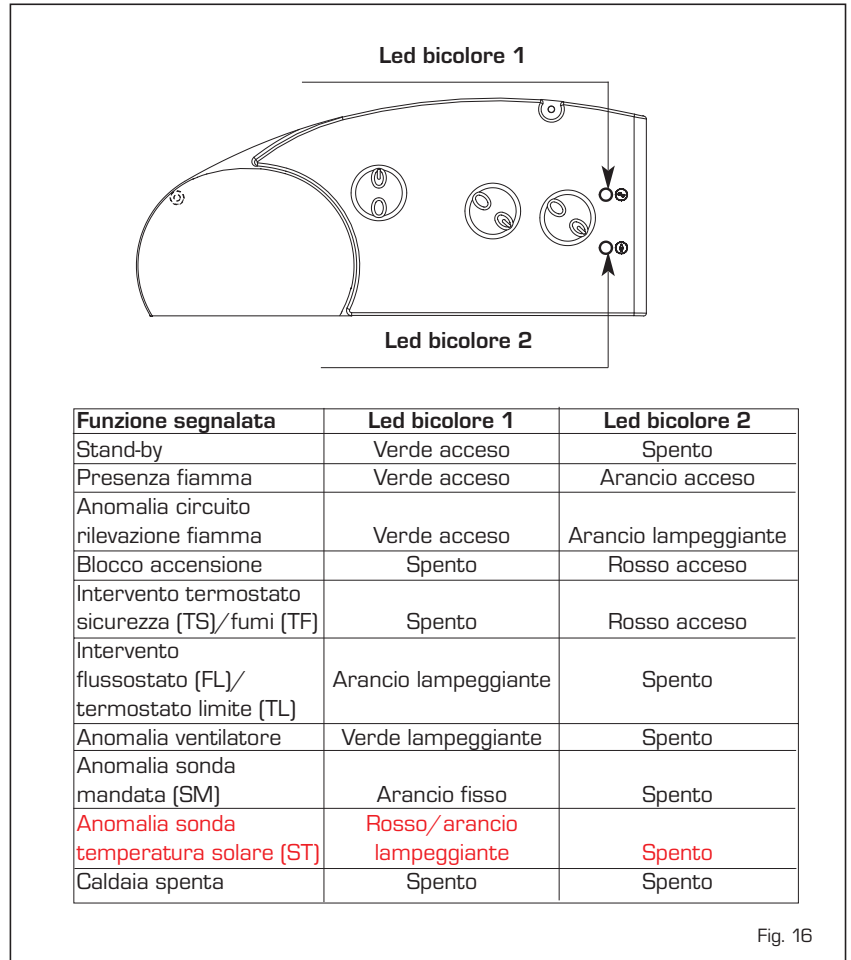 Led bicolore 1
Led bicolore 2
Funzione segnalata Led bicolore 1 Led bicolore 2
Stand-by Verde acceso Spento
Presenza fiamma Verde acceso Arancio acceso
Anomalia circuito
rilevazione fiamma Verde acceso Arancio lampeggiante
Blocco accensione Spento Rosso acceso
Intervento termostato
sicurezza (TS)/fumi (TF) Spento Rosso acceso
Intervento
flussostato (FL)/ Arancio lampeggiante Spento
termostato limite (TL)
Anomalia ventilatore Verde lampeggiante Spento
Anomalia sonda
mandata (SM) Arancio fisso Spento
Anomalia sonda Rosso/arancio
temperatura solare (ST) lampeggiante Spento
Caldaia spenta Spento Spento
Fig. 16